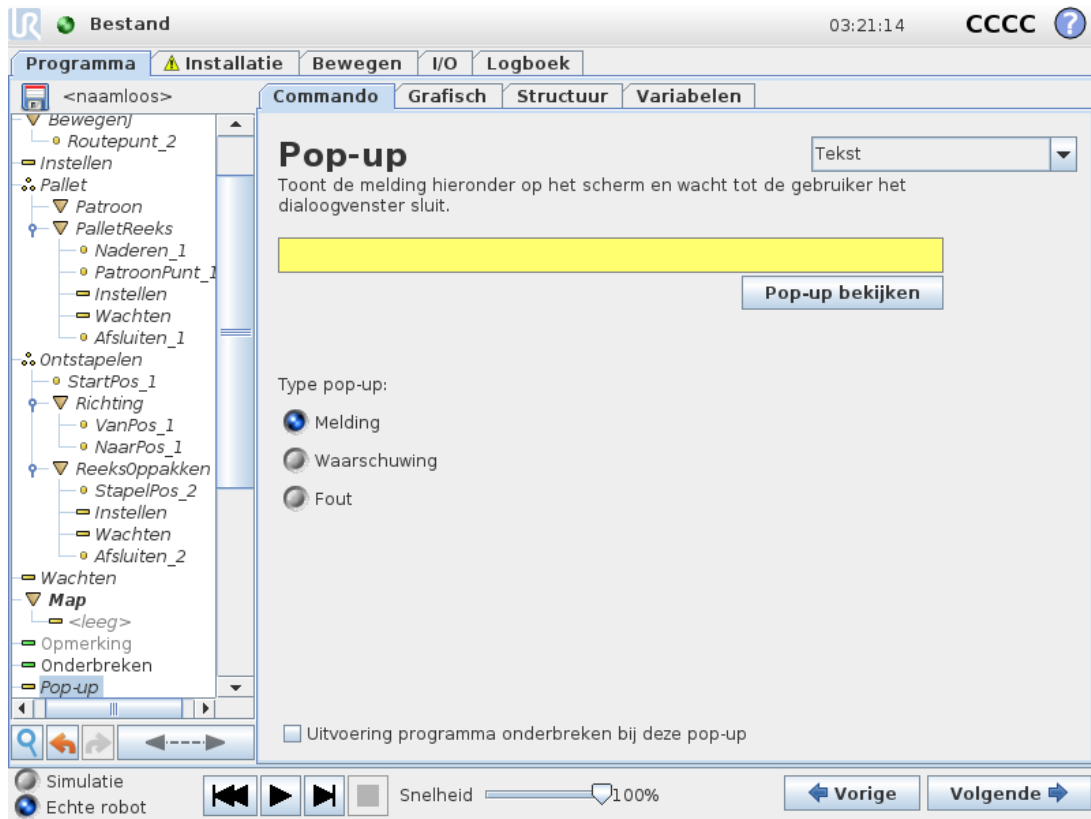 UR Bestand 03:21:14 CCCC ?
Programma Installatie Bewegen I/O Logboek
<naamloos>
Commando Grafisch Structuur Variabelen
BewegenJ
Routepunt_2
Instellen
Pallet
Patroon
PalletReeks
Naderen_1
PatroonPunt_1
Instellen
Wachten
Afsluiten_1
Ontstapelen
StartPos_1
Richting
VanPos_1
NaarPos_1
ReeksOppakken
StapelPos_2
Instellen
Wachten
Afsluiten_2
Wachten
Map
<leeg>
Opmerking
Onderbreken
Pop-up
Pop-up
Tekst
Toont de melding hieronder op het scherm en wacht tot de gebruiker het
dialoogvenster sluit.
Pop-up bekijken
Type pop-up:
Melding
Waarschuwing
Fout
Uitvoering programma onderbreken bij deze pop-up
Simulatie
Echte robot
Snelheid 100%
Vorige
Volgende